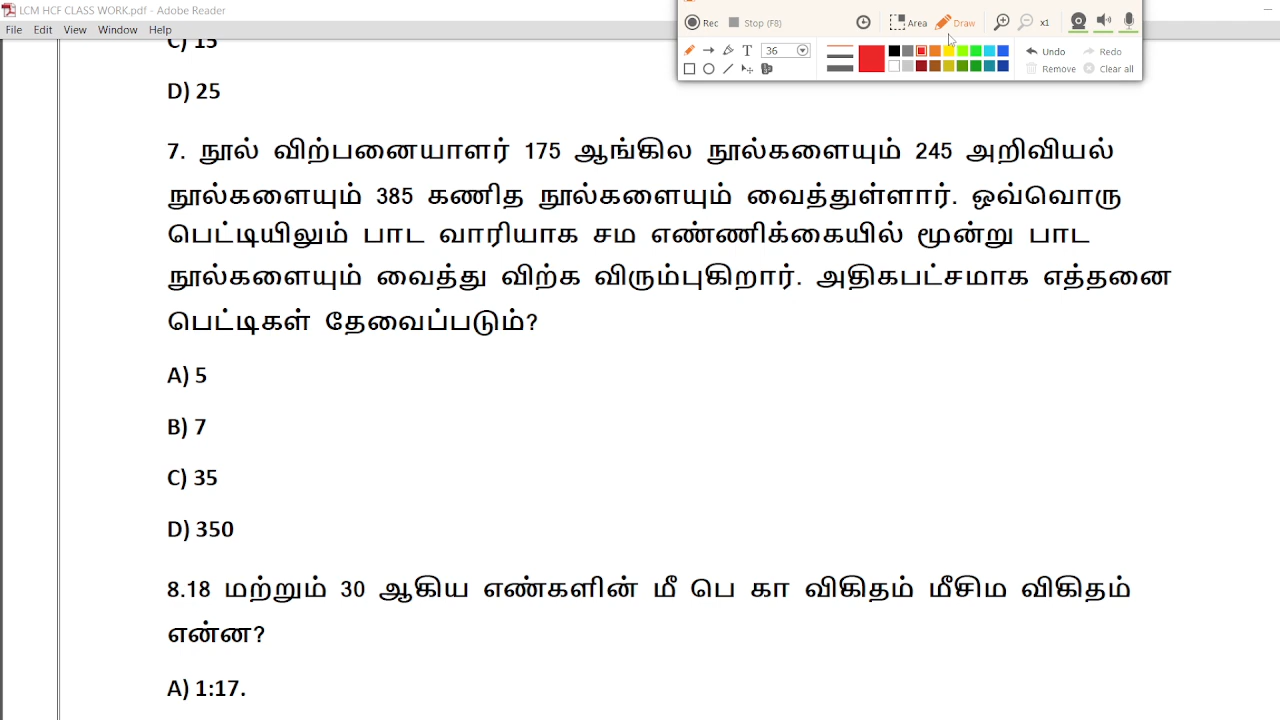 LCM HCF CLASS WORK.pdf - Adobe Reader
File Edit View Window Help
Rec Stop (F8) Area Draw x1
36 Undo Redo
Remove Clear all
C) 15
D) 25
7. நூல் விற்பனையாளர் 175 ஆங்கில நூல்களையும் 245 அறிவியல்
நூல்களையும் 385 கணித நூல்களையும் வைத்துள்ளார். ஒவ்வொரு
பெட்டியிலும் பாட வாரியாக சம எண்ணிக்கையில் மூன்று பாட
நூல்களையும் வைத்து விற்க விரும்புகிறார். அதிகபட்சமாக எத்தனை
பெட்டிகள் தேவைப்படும்?
A) 5
B) 7
C) 35
D) 350
8.18 மற்றும் 30 ஆகிய எண்களின் மீ பெ கா விகிதம் மீசிம விகிதம்
என்ன?
A) 1:17.